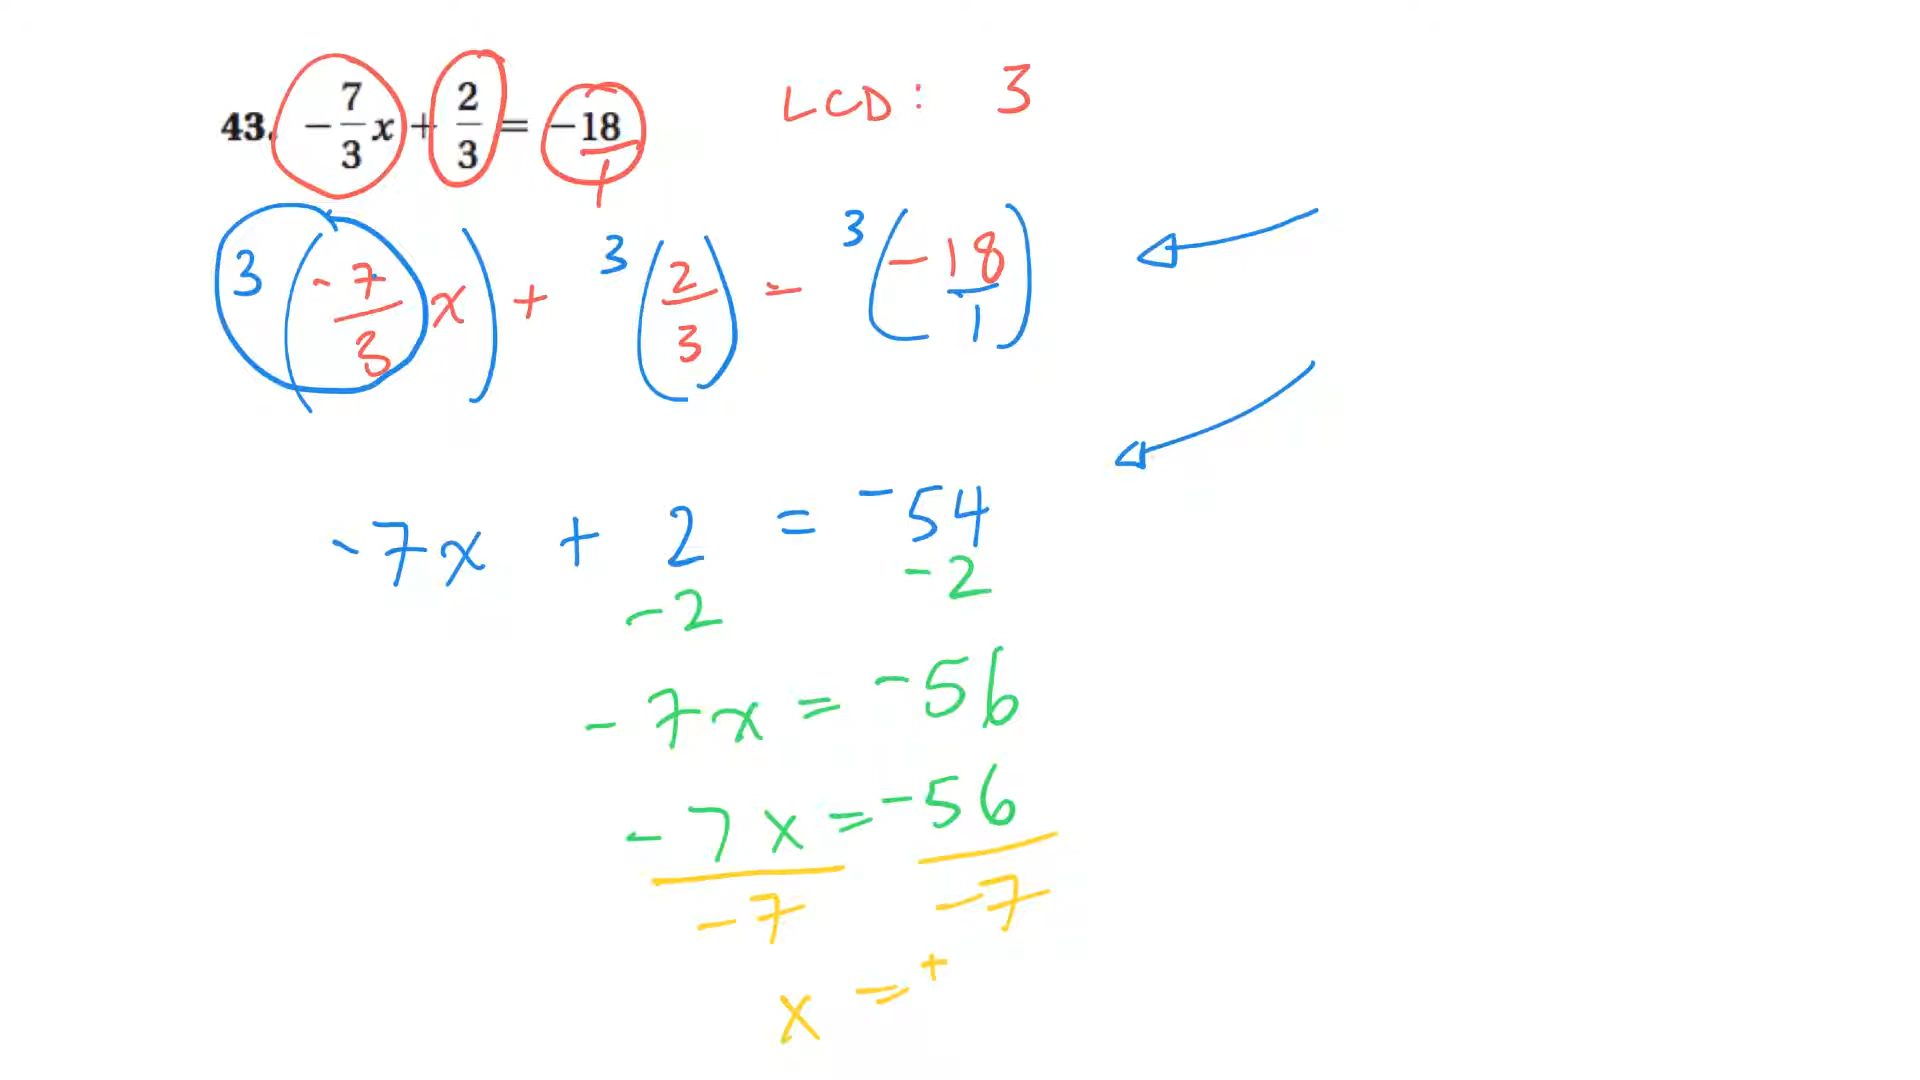 43. -7/3 x + 2/3 = -18/1 LCD: 3
3(-7/3 x) + 3(2/3) = 3(-18/1)
-7x + 2 = -54
-2 -2
-7x = -56
-7x = -56
-7 -7
x = +